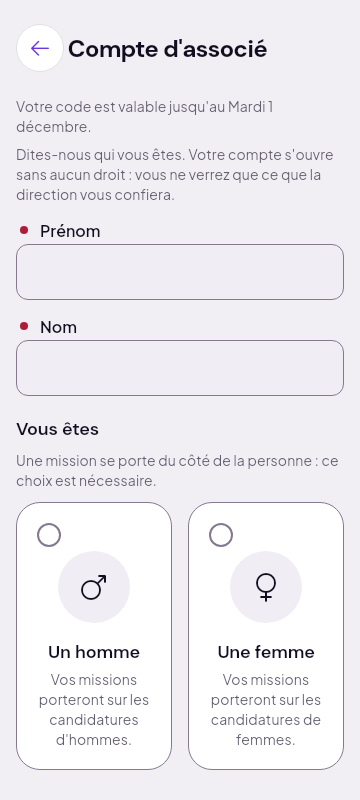 Compte d'associé
Votre code est valable jusqu'au Mardi 1
décembre.
Dites-nous qui vous êtes. Votre compte s'ouvre
sans aucun droit : vous ne verrez que ce que la
direction vous confiera.
Prénom
Nom
Vous êtes
Une mission se porte du côté de la personne : ce
choix est nécessaire.
Un homme
Vos missions
porteront sur les
candidatures
d'hommes.
Une femme
Vos missions
porteront sur les
candidatures de
femmes.